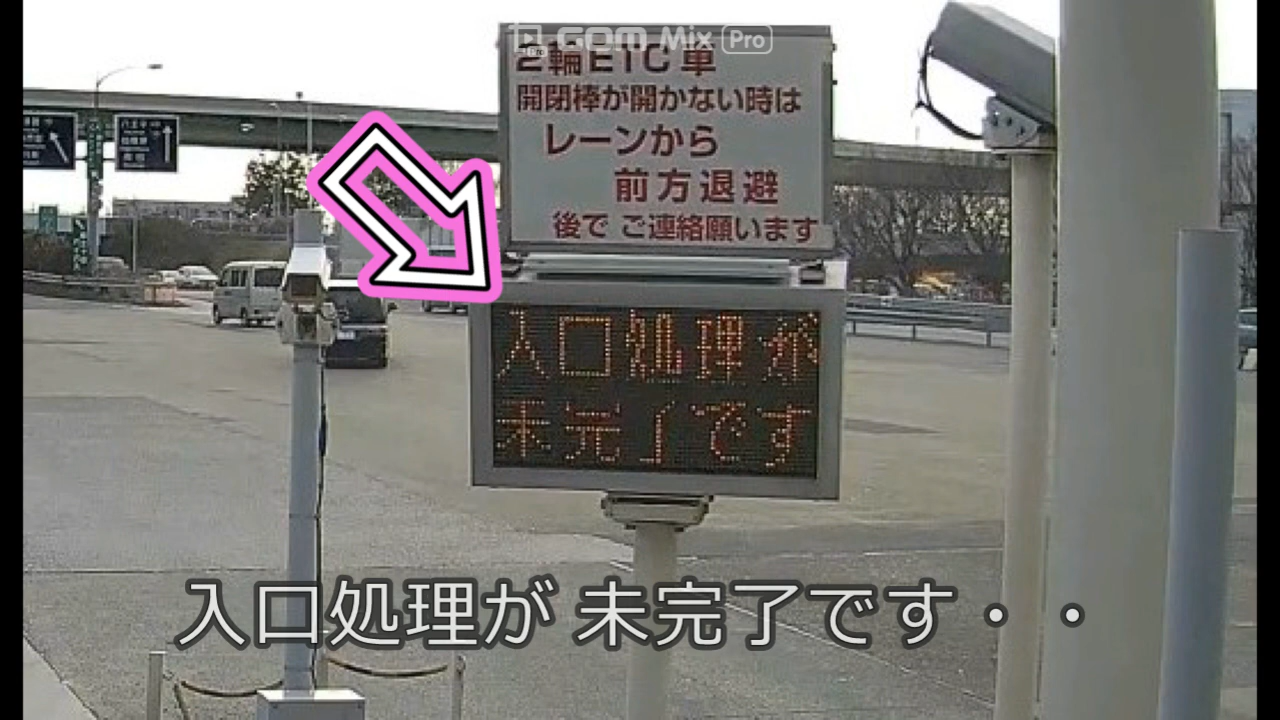 GOM Mix Pro
2輪ETC車
開閉棒が開かない時は
レーンから
前方退避
後で ご連絡願います
入口処理が
未完了です
入口処理が 未完了です・・